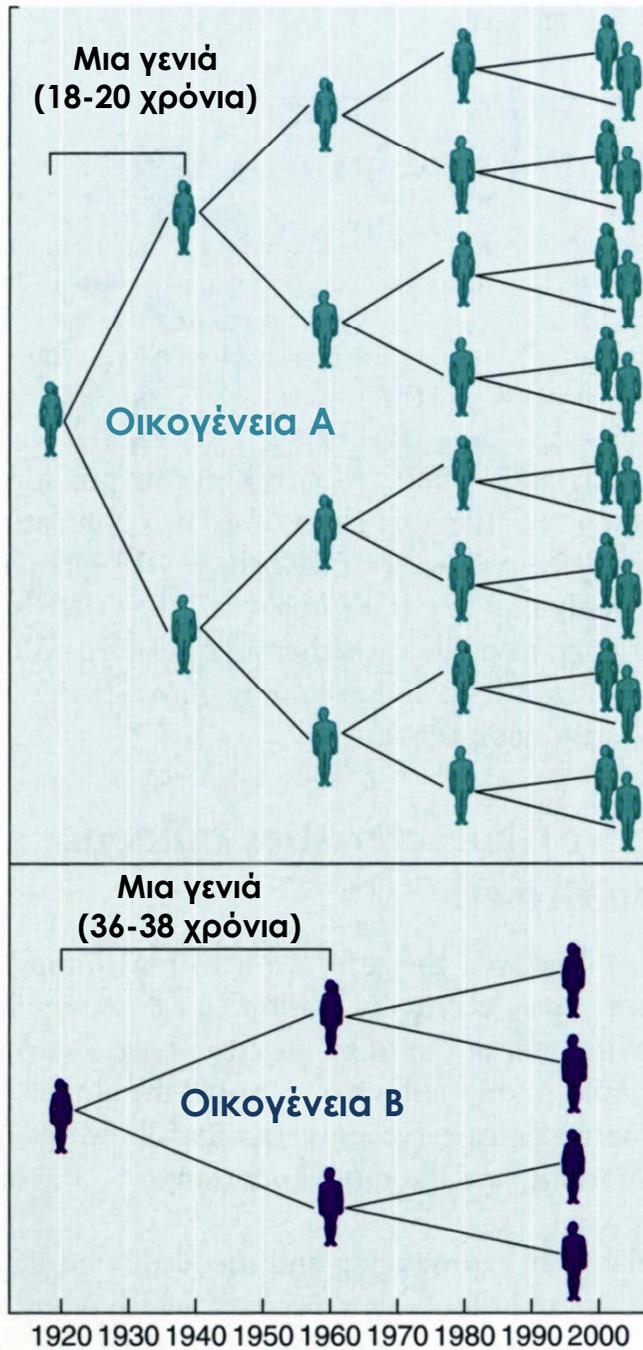 Μια γενιά
(18-20 χρόνια)
Οικογένεια Α
Μια γενιά
(36-38 χρόνια)
Οικογένεια Β
1920 1930 1940 1950 1960 1970 1980 1990 2000